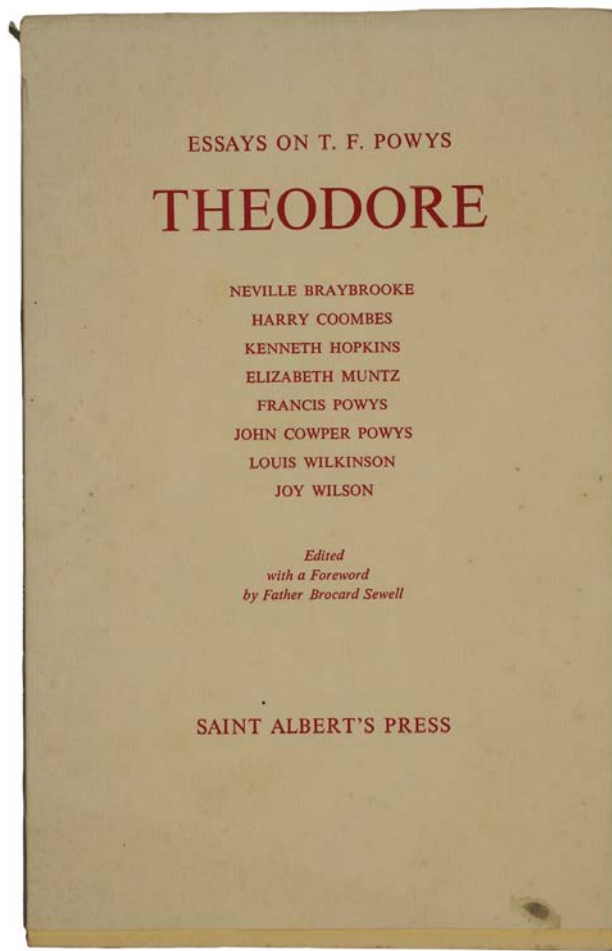 ESSAYS ON T. F. POWYS
THEODORE
NEVILLE BRAYBROOKE
HARRY COOMBES
KENNETH HOPKINS
ELIZABETH MUNTZ
FRANCIS POWYS
JOHN COWPER POWYS
LOUIS WILKINSON
JOY WILSON
Edited
with a Foreword
by Father Brocard Sewell
SAINT ALBERT'S PRESS